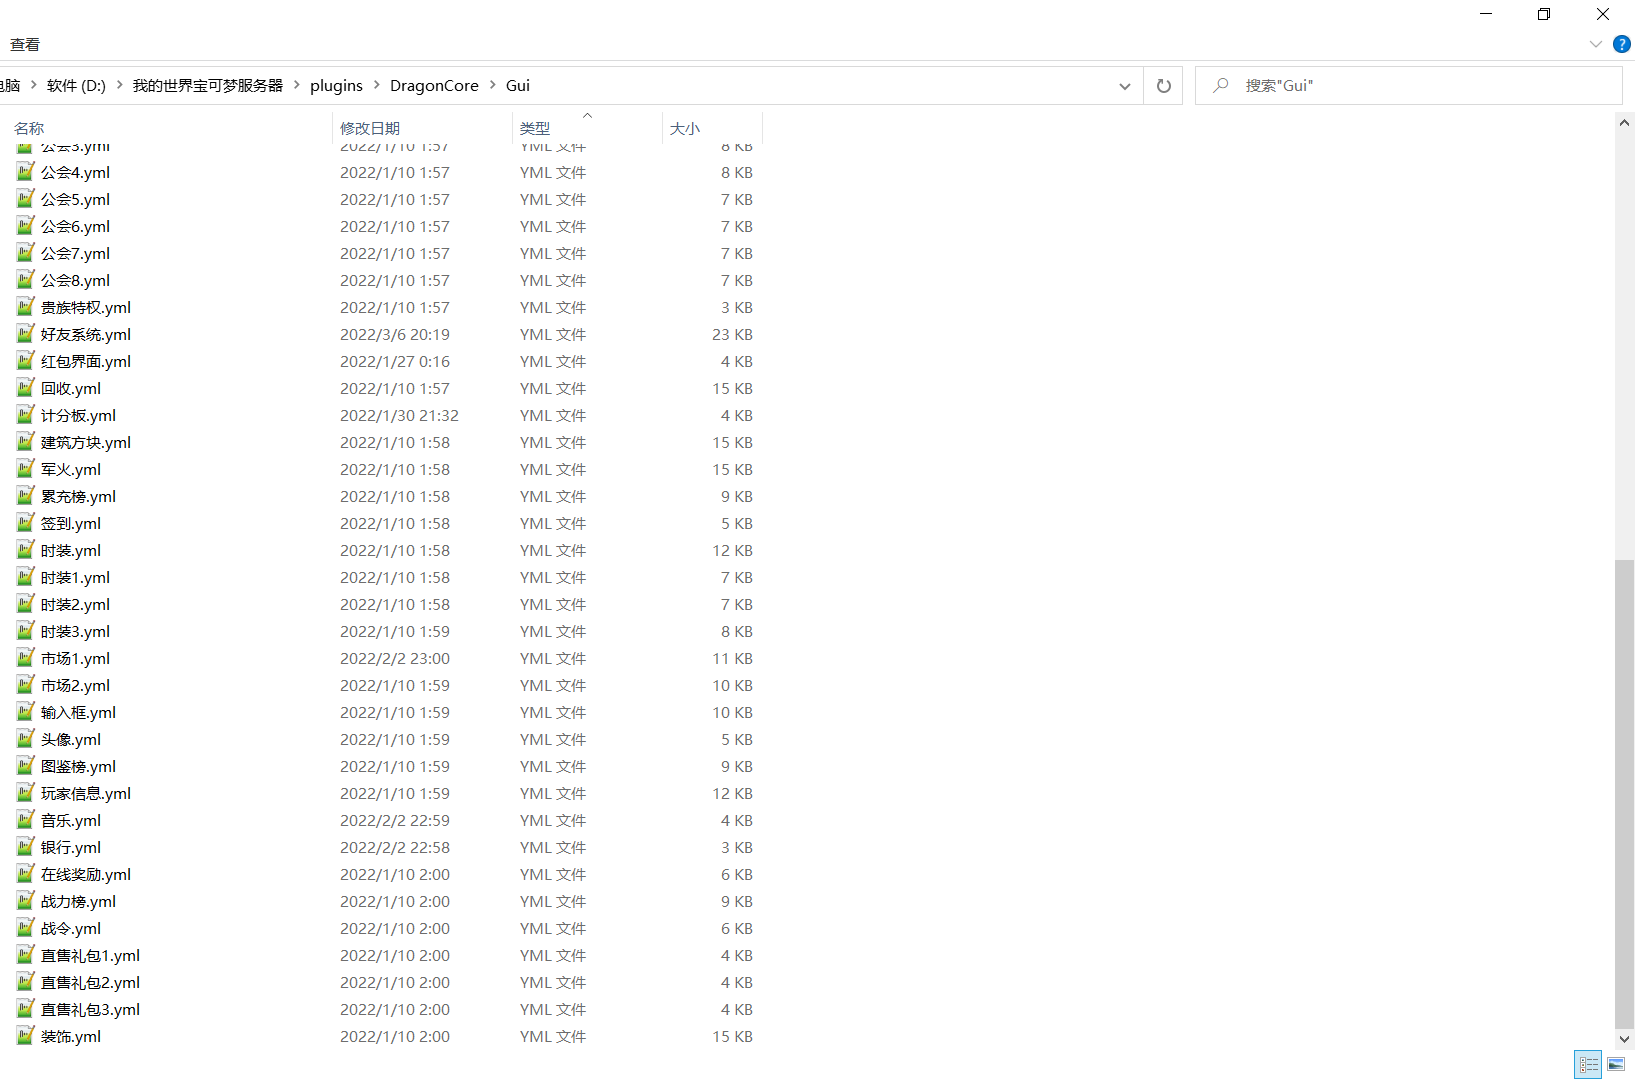 查看
?
电脑 > 软件 (D:) > 我的世界宝可梦服务器 > plugins > DragonCore > Gui 搜索"Gui"
名称 修改日期 类型 大小
公会3.yml 2022/1/10 1:57 YML 文件 8 KB
公会4.yml 2022/1/10 1:57 YML 文件 8 KB
公会5.yml 2022/1/10 1:57 YML 文件 7 KB
公会6.yml 2022/1/10 1:57 YML 文件 7 KB
公会7.yml 2022/1/10 1:57 YML 文件 7 KB
公会8.yml 2022/1/10 1:57 YML 文件 7 KB
贵族特权.yml 2022/1/10 1:57 YML 文件 3 KB
好友系统.yml 2022/3/6 20:19 YML 文件 23 KB
红包界面.yml 2022/1/27 0:16 YML 文件 4 KB
回收.yml 2022/1/10 1:57 YML 文件 15 KB
计分板.yml 2022/1/30 21:32 YML 文件 4 KB
建筑方块.yml 2022/1/10 1:58 YML 文件 15 KB
军火.yml 2022/1/10 1:58 YML 文件 15 KB
累充榜.yml 2022/1/10 1:58 YML 文件 9 KB
签到.yml 2022/1/10 1:58 YML 文件 5 KB
时装.yml 2022/1/10 1:58 YML 文件 12 KB
时装1.yml 2022/1/10 1:58 YML 文件 7 KB
时装2.yml 2022/1/10 1:58 YML 文件 7 KB
时装3.yml 2022/1/10 1:59 YML 文件 8 KB
市场1.yml 2022/2/2 23:00 YML 文件 11 KB
市场2.yml 2022/1/10 1:59 YML 文件 10 KB
输入框.yml 2022/1/10 1:59 YML 文件 10 KB
头像.yml 2022/1/10 1:59 YML 文件 5 KB
图鉴榜.yml 2022/1/10 1:59 YML 文件 9 KB
玩家信息.yml 2022/1/10 1:59 YML 文件 12 KB
音乐.yml 2022/2/2 22:59 YML 文件 4 KB
银行.yml 2022/2/2 22:58 YML 文件 3 KB
在线奖励.yml 2022/1/10 2:00 YML 文件 6 KB
战力榜.yml 2022/1/10 2:00 YML 文件 9 KB
战令.yml 2022/1/10 2:00 YML 文件 6 KB
直售礼包1.yml 2022/1/10 2:00 YML 文件 4 KB
直售礼包2.yml 2022/1/10 2:00 YML 文件 4 KB
直售礼包3.yml 2022/1/10 2:00 YML 文件 4 KB
装饰.yml 2022/1/10 2:00 YML 文件 15 KB